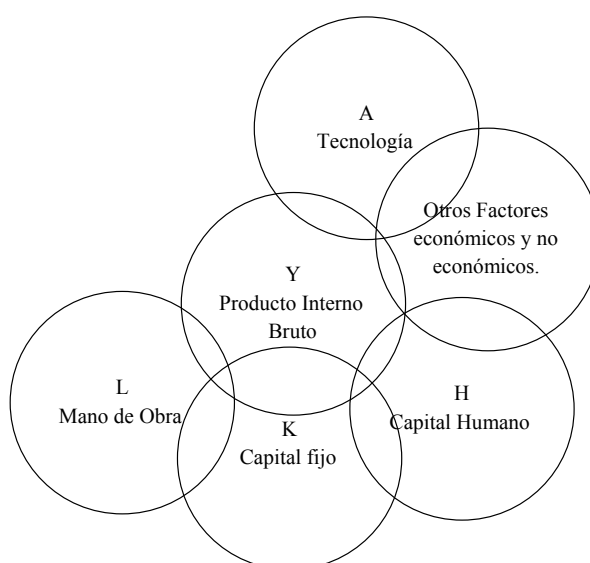 A
Tecnología
Otros Factores
económicos y no
económicos.
Y
Producto Interno
Bruto
L
Mano de Obra
K
Capital fijo
H
Capital Humano